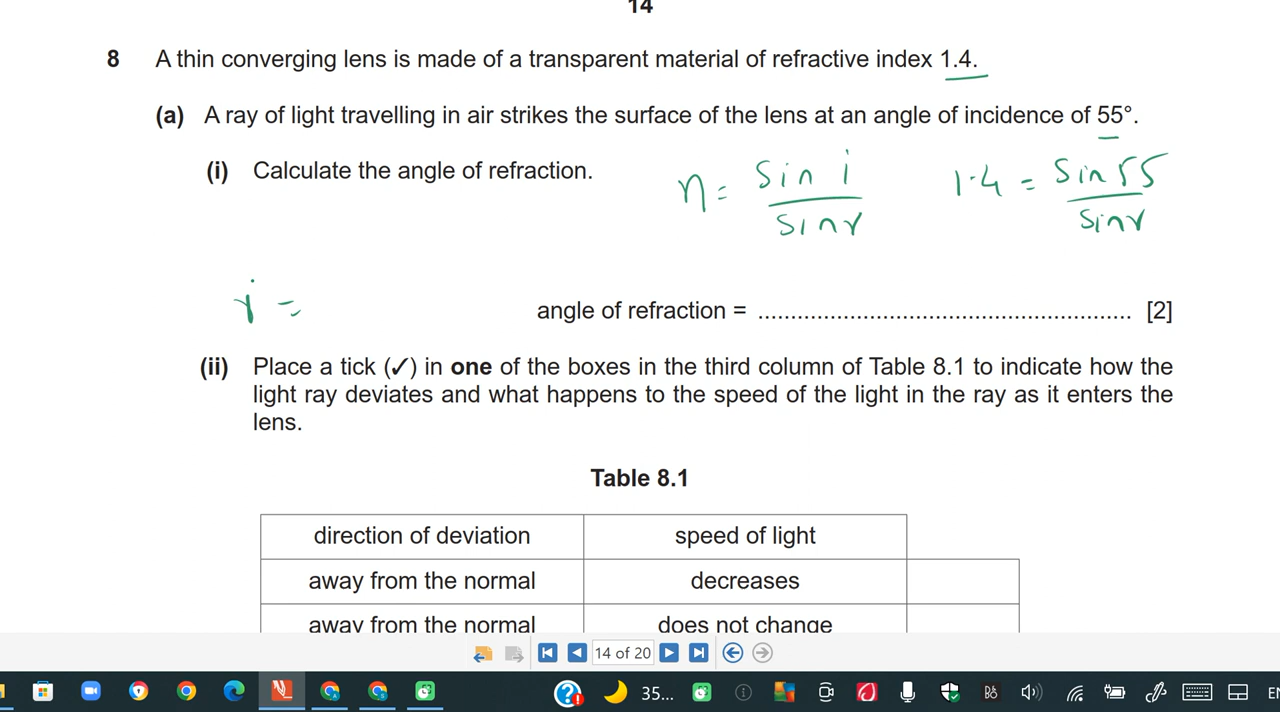 14
8 A thin converging lens is made of a transparent material of refractive index 1.4.
(a) A ray of light travelling in air strikes the surface of the lens at an angle of incidence of 55°.
(i) Calculate the angle of refraction.
n = sin i / sin r
1.4 = sin 55 / sin r
r =
angle of refraction = ........................................................ [2]
(ii) Place a tick (✓) in one of the boxes in the third column of Table 8.1 to indicate how the
light ray deviates and what happens to the speed of the light in the ray as it enters the
lens.
Table 8.1
direction of deviation speed of light
away from the normal decreases
away from the normal does not change
14 of 20
35...
EN